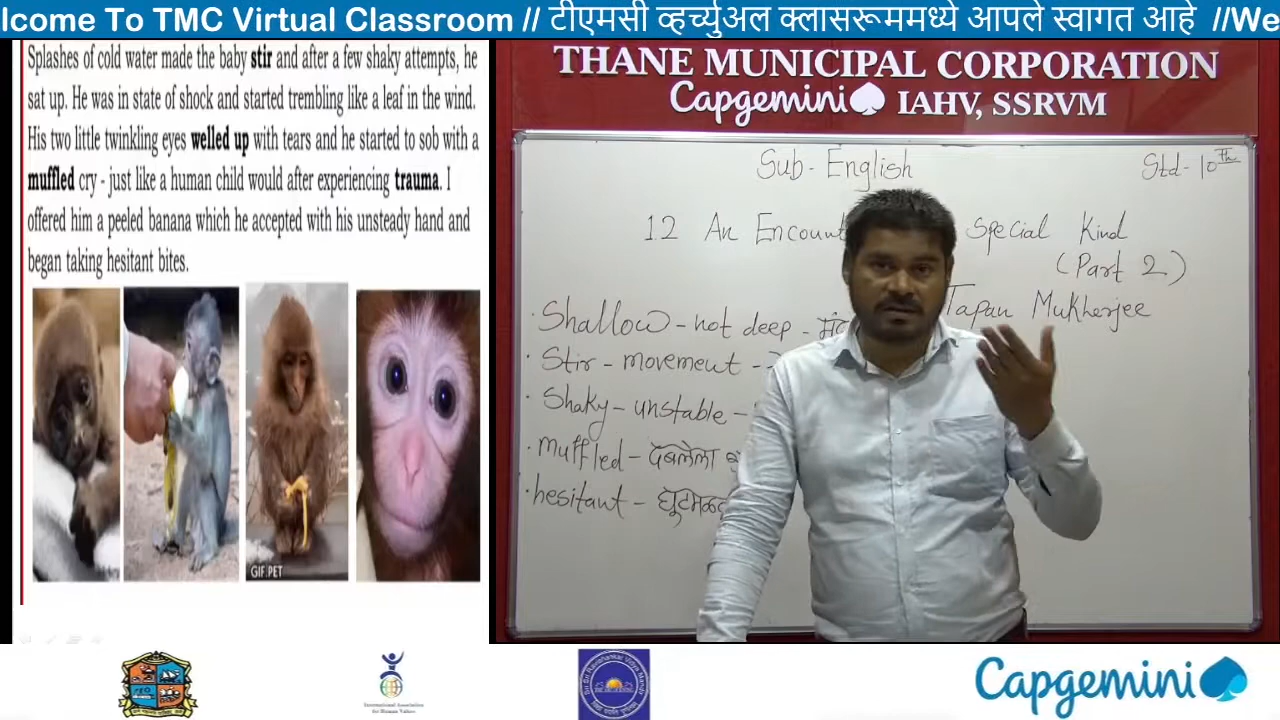 lcome To TMC Virtual Classroom // टीएमसी व्हर्च्युअल क्लासरूममध्ये आपले स्वागत आहे //We
Splashes of cold water made the baby stir and after a few shaky attempts, he
sat up. He was in state of shock and started trembling like a leaf in the wind.
His two little twinkling eyes welled up with tears and he started to sob with a
muffled cry - just like a human child would after experiencing trauma. I
offered him a peeled banana which he accepted with his unsteady hand and
began taking hesitant bites.
GIF.PET
THANE MUNICIPAL CORPORATION
Capgemini IAHV, SSRVM
Sub - English
Std - 10th
12 An Encount Special Kind
(Part 2)
Tapan Mukherjee
· Shallow - not deep -
· Stir - movement -
· Shaky - unstable -
· muffled - दबलेला
· hesitant -
International Association
for Human Values
Capgemini